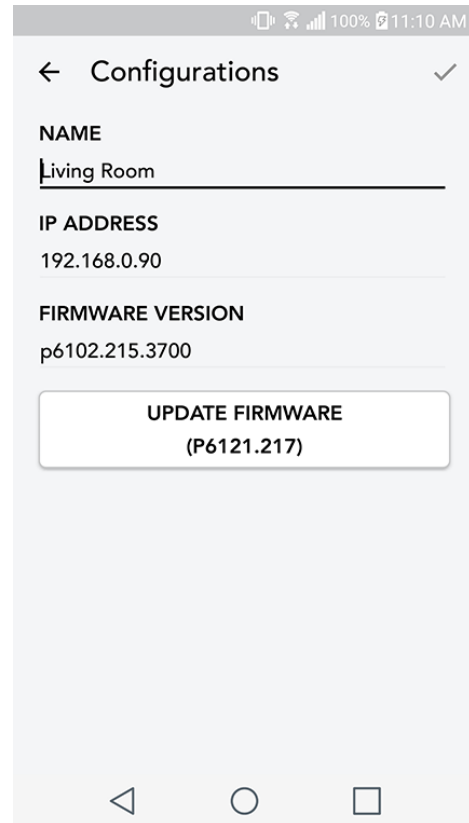 100% 11:10 AM
Configurations
NAME
Living Room
IP ADDRESS
192.168.0.90
FIRMWARE VERSION
p6102.215.3700
UPDATE FIRMWARE
(P6121.217)